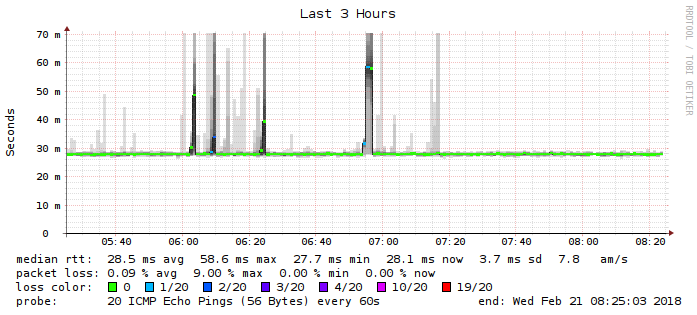 Last 3 Hours
RRDTOOL / TOBI OETIKER
Seconds
70 m
60 m
50 m
40 m
30 m
20 m
10 m
0
05:40 06:00 06:20 06:40 07:00 07:20 07:40 08:00 08:20
median rtt: 28.5 ms avg 58.6 ms max 27.7 ms min 28.1 ms now 3.7 ms sd 7.8 am/s
packet loss: 0.09 % avg 9.00 % max 0.00 % min 0.00 % now
loss color: 0 1/20 2/20 3/20 4/20 10/20 19/20
probe: 20 ICMP Echo Pings (56 Bytes) every 60s end: Wed Feb 21 08:25:03 2018